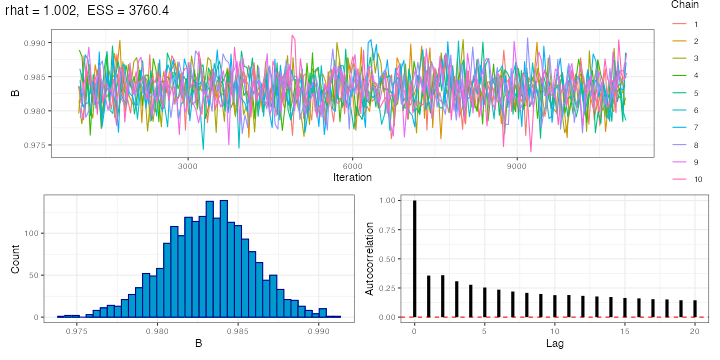 rhat = 1.002, ESS = 3760.4
Chain
1
2
3
4
5
6
7
8
9
10
B
0.990
0.985
0.980
0.975
3000 6000 9000
Iteration
Count
100
50
0
0.975 0.980 0.985 0.990
B
Autocorrelation
1.00
0.75
0.50
0.25
0.00
0 5 10 15 20
Lag